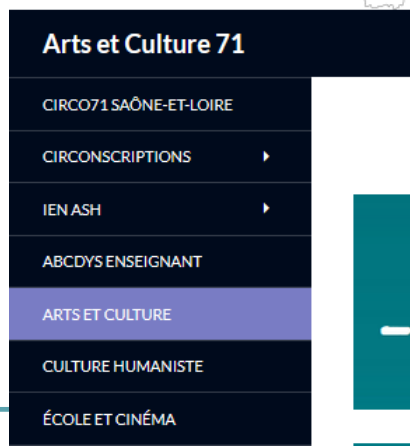 Arts et Culture 71
CIRCO71 SAÔNE-ET-LOIRE
CIRCONSCRIPTIONS
IEN ASH
ABCDYS ENSEIGNANT
ARTS ET CULTURE
CULTURE HUMANISTE
ÉCOLE ET CINÉMA